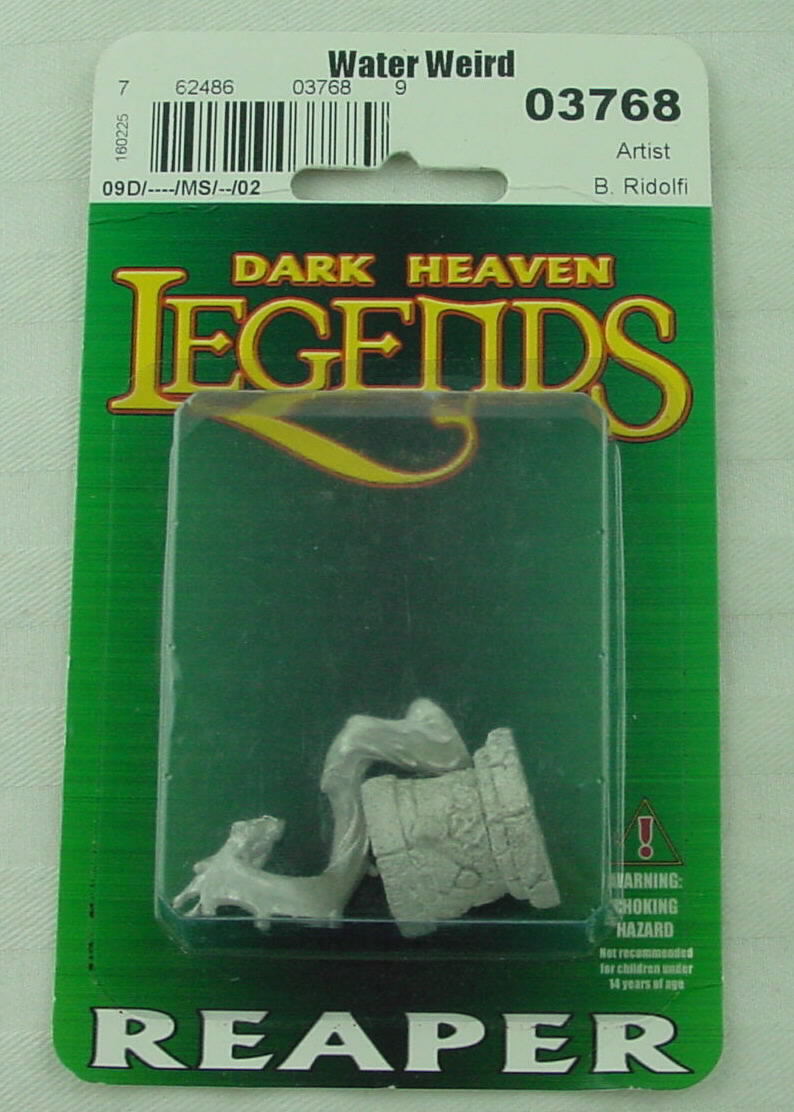 Water Weird
7 62486 03768 9
03768
160225
Artist
09D/----/MS/--/02
B. Ridolfi
DARK HEAVEN
LEGENDS
!
WARNING:
CHOKING
HAZARD
Not recommended
for children under
14 years of age
REAPER